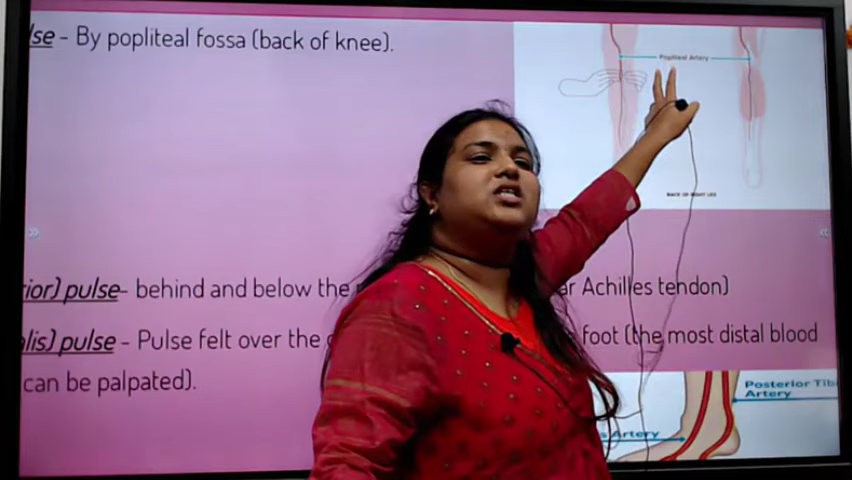 lse - By popliteal fossa (back of knee).
Popliteal Artery
BACK OF RIGHT LEG
rior) pulse- behind and below the
ar Achilles tendon)
alis) pulse - Pulse felt over the
foot (the most distal blood
can be palpated).
Posterior Tib
Artery
s Artery